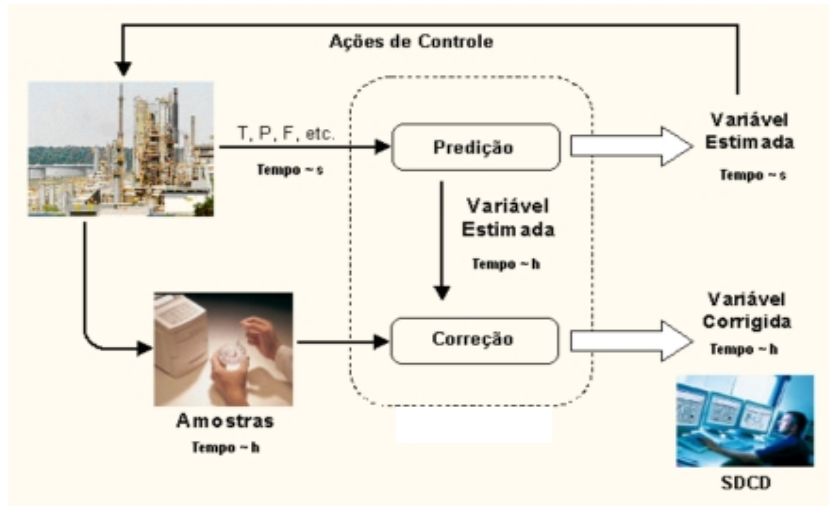 Ações de Controle
T, P, F, etc.
Tempo ~ s
Predição
Variável
Estimada
Tempo ~ s
Variável
Estimada
Tempo ~ h
Correção
Variável
Corrigida
Tempo ~ h
Amostras
Tempo ~ h
SDCD